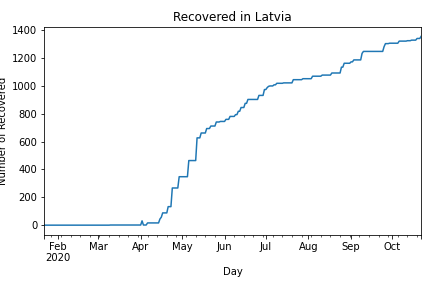 Recovered in Latvia
Number of Recovered
1400
1200
1000
800
600
400
200
0
Feb Mar Apr May Jun Jul Aug Sep Oct
2020
Day